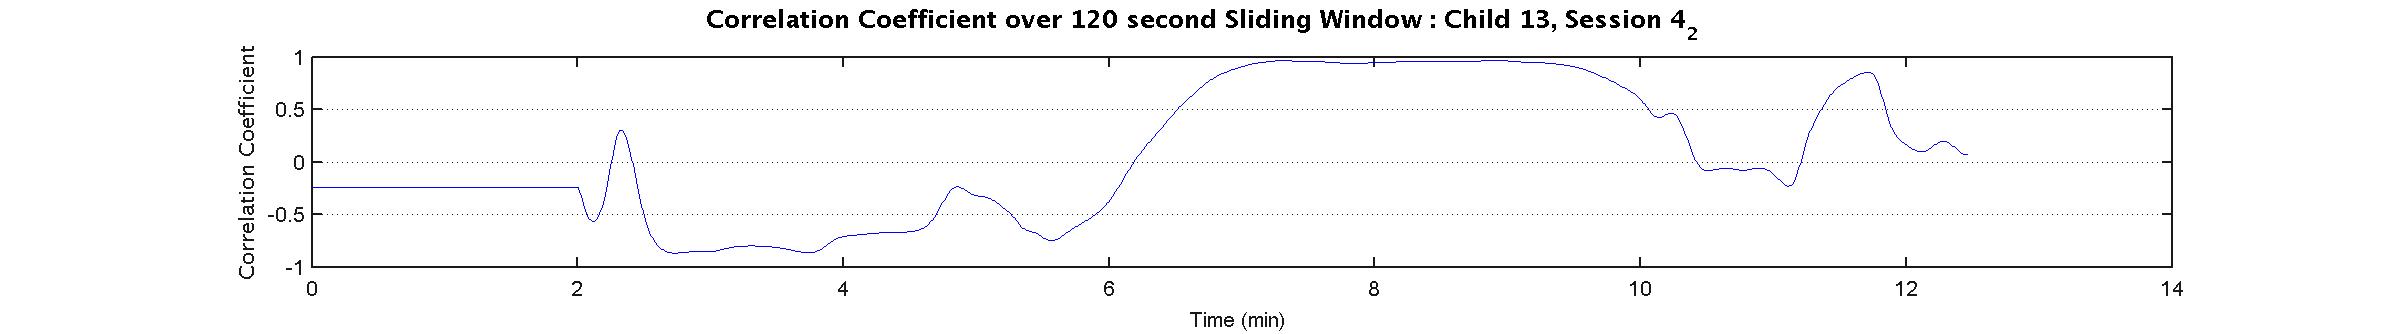 Correlation Coefficient over 120 second Sliding Window : Child 13, Session 4₂
Correlation Coefficient
1
0.5
0
-0.5
-1
0 2 4 6 8 10 12 14
Time (min)